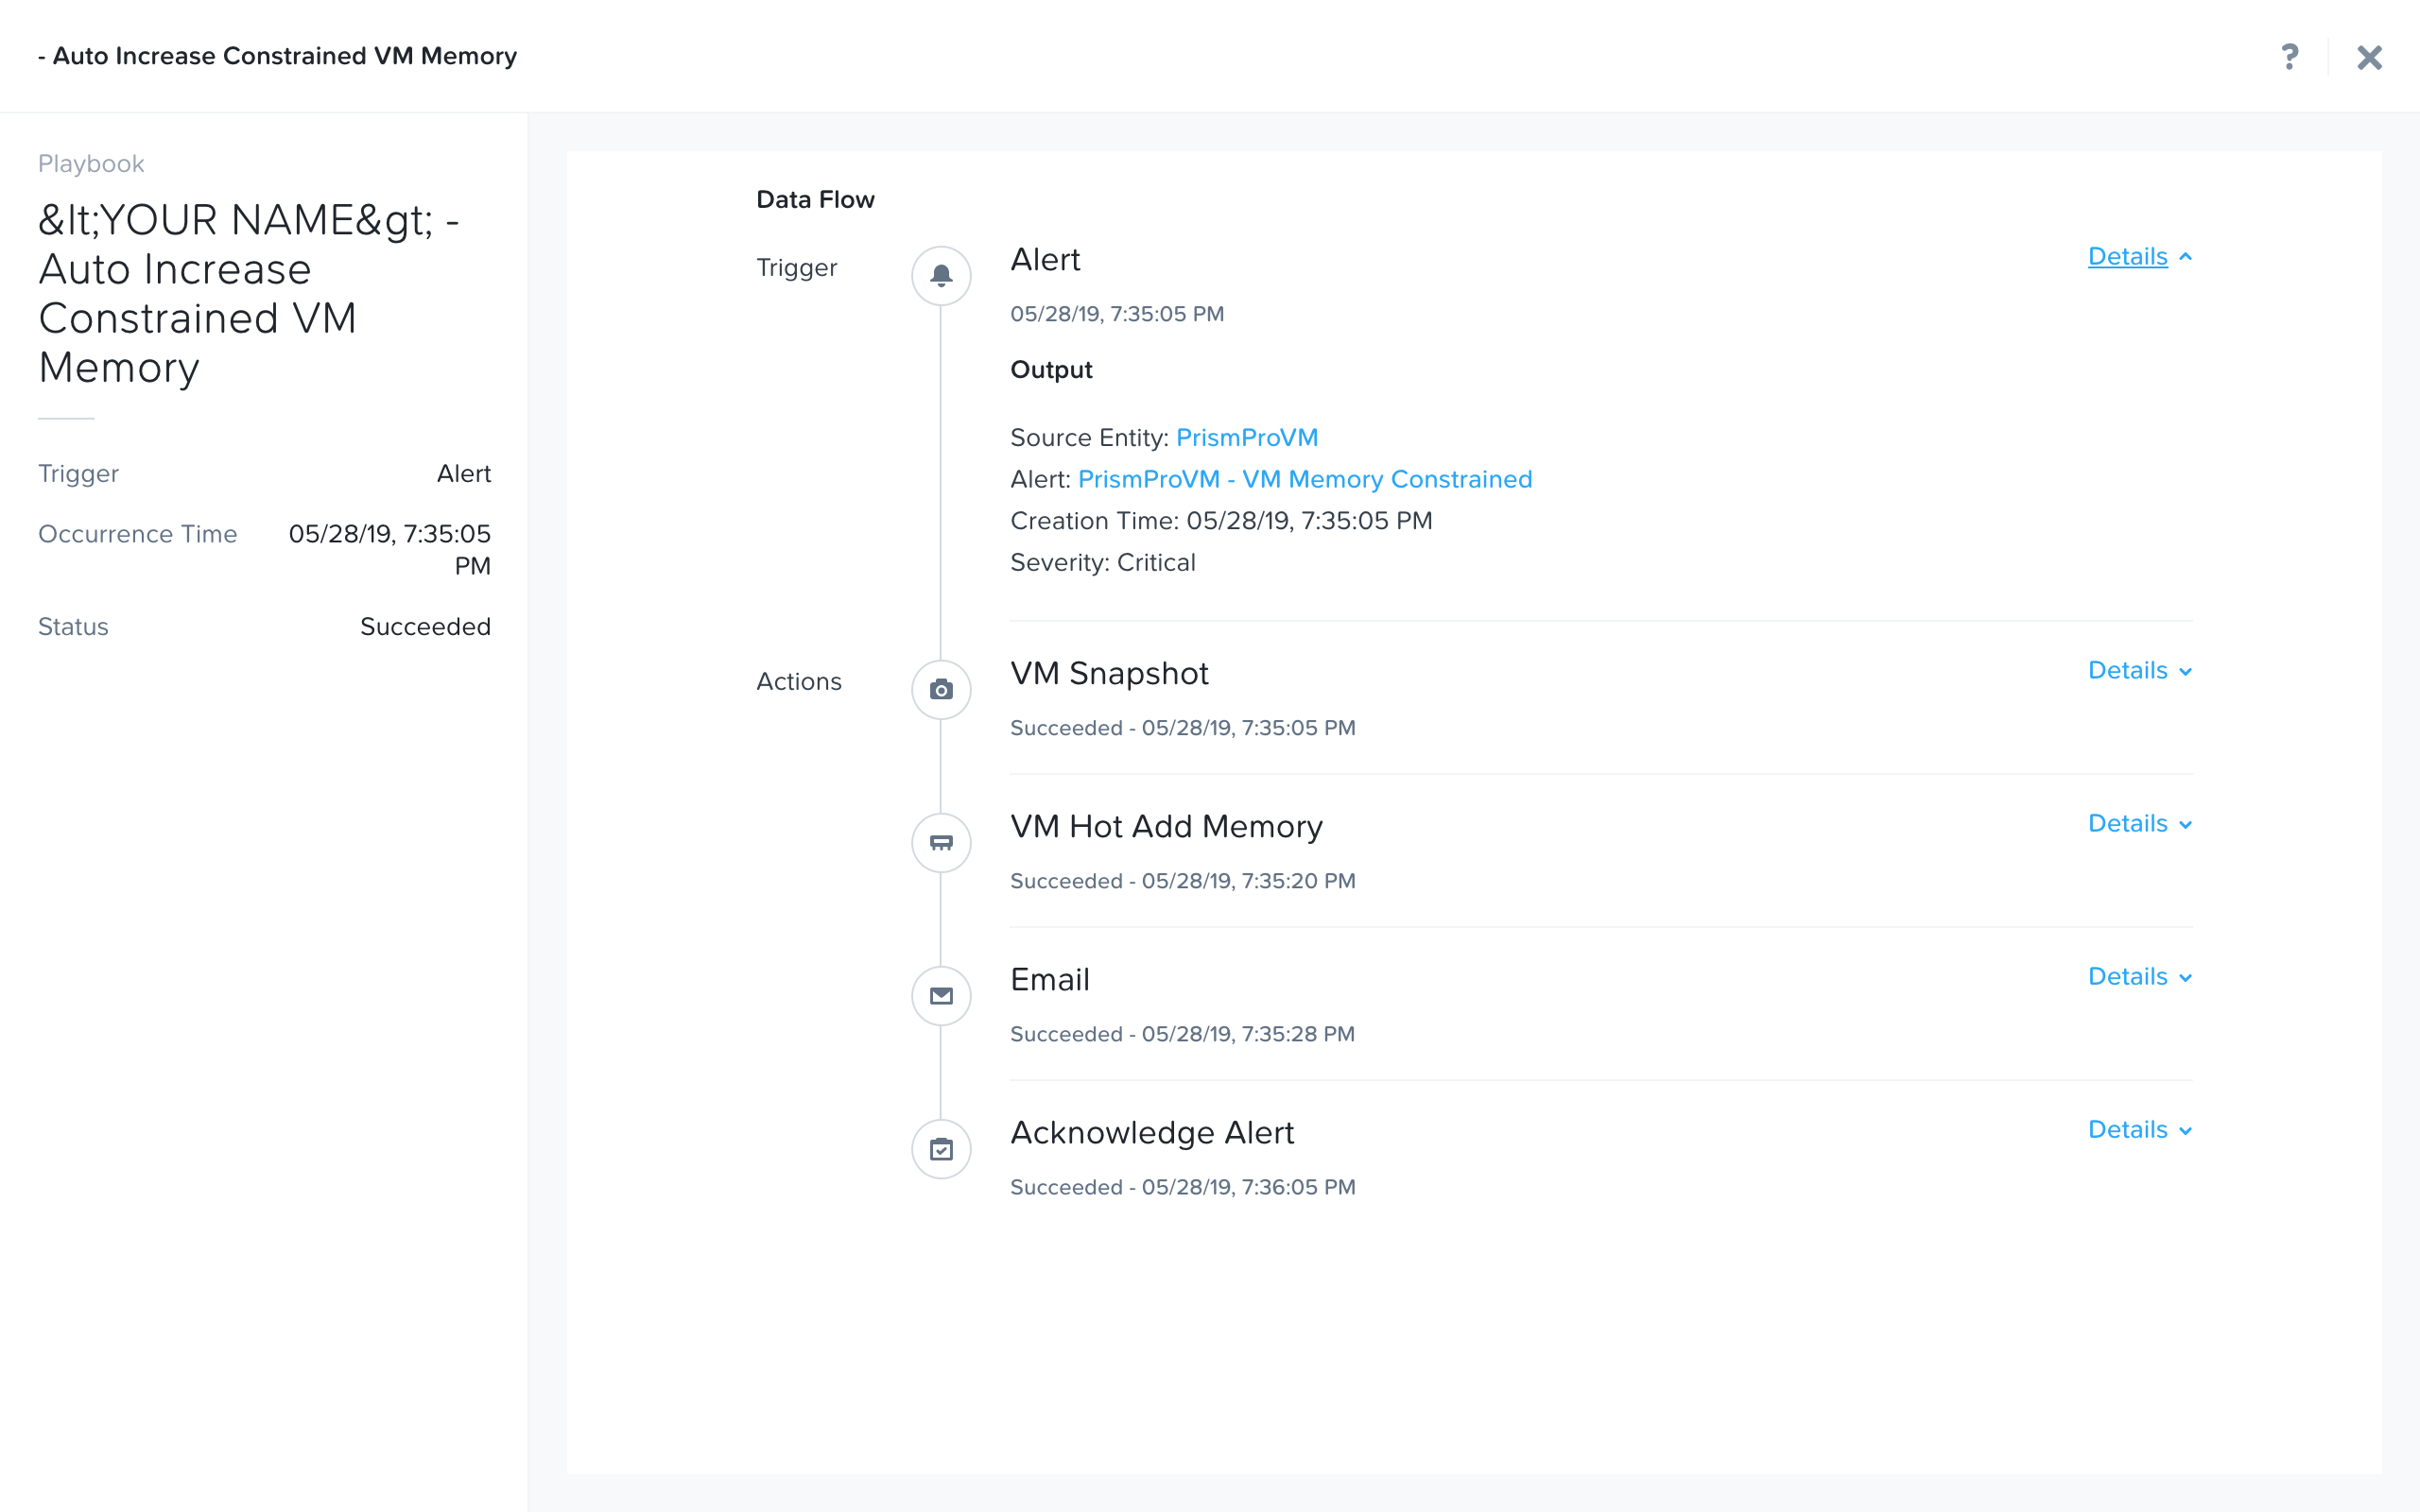 - Auto Increase Constrained VM Memory
?
Playbook
&lt;YOUR NAME&gt; -
Auto Increase
Constrained VM
Memory
Trigger Alert
Occurrence Time 05/28/19, 7:35:05
PM
Status Succeeded
Data Flow
Trigger
Alert
Details
05/28/19, 7:35:05 PM
Output
Source Entity: PrismProVM
Alert: PrismProVM - VM Memory Constrained
Creation Time: 05/28/19, 7:35:05 PM
Severity: Critical
Actions
VM Snapshot
Details
Succeeded - 05/28/19, 7:35:05 PM
VM Hot Add Memory
Details
Succeeded - 05/28/19, 7:35:20 PM
Email
Details
Succeeded - 05/28/19, 7:35:28 PM
Acknowledge Alert
Details
Succeeded - 05/28/19, 7:36:05 PM